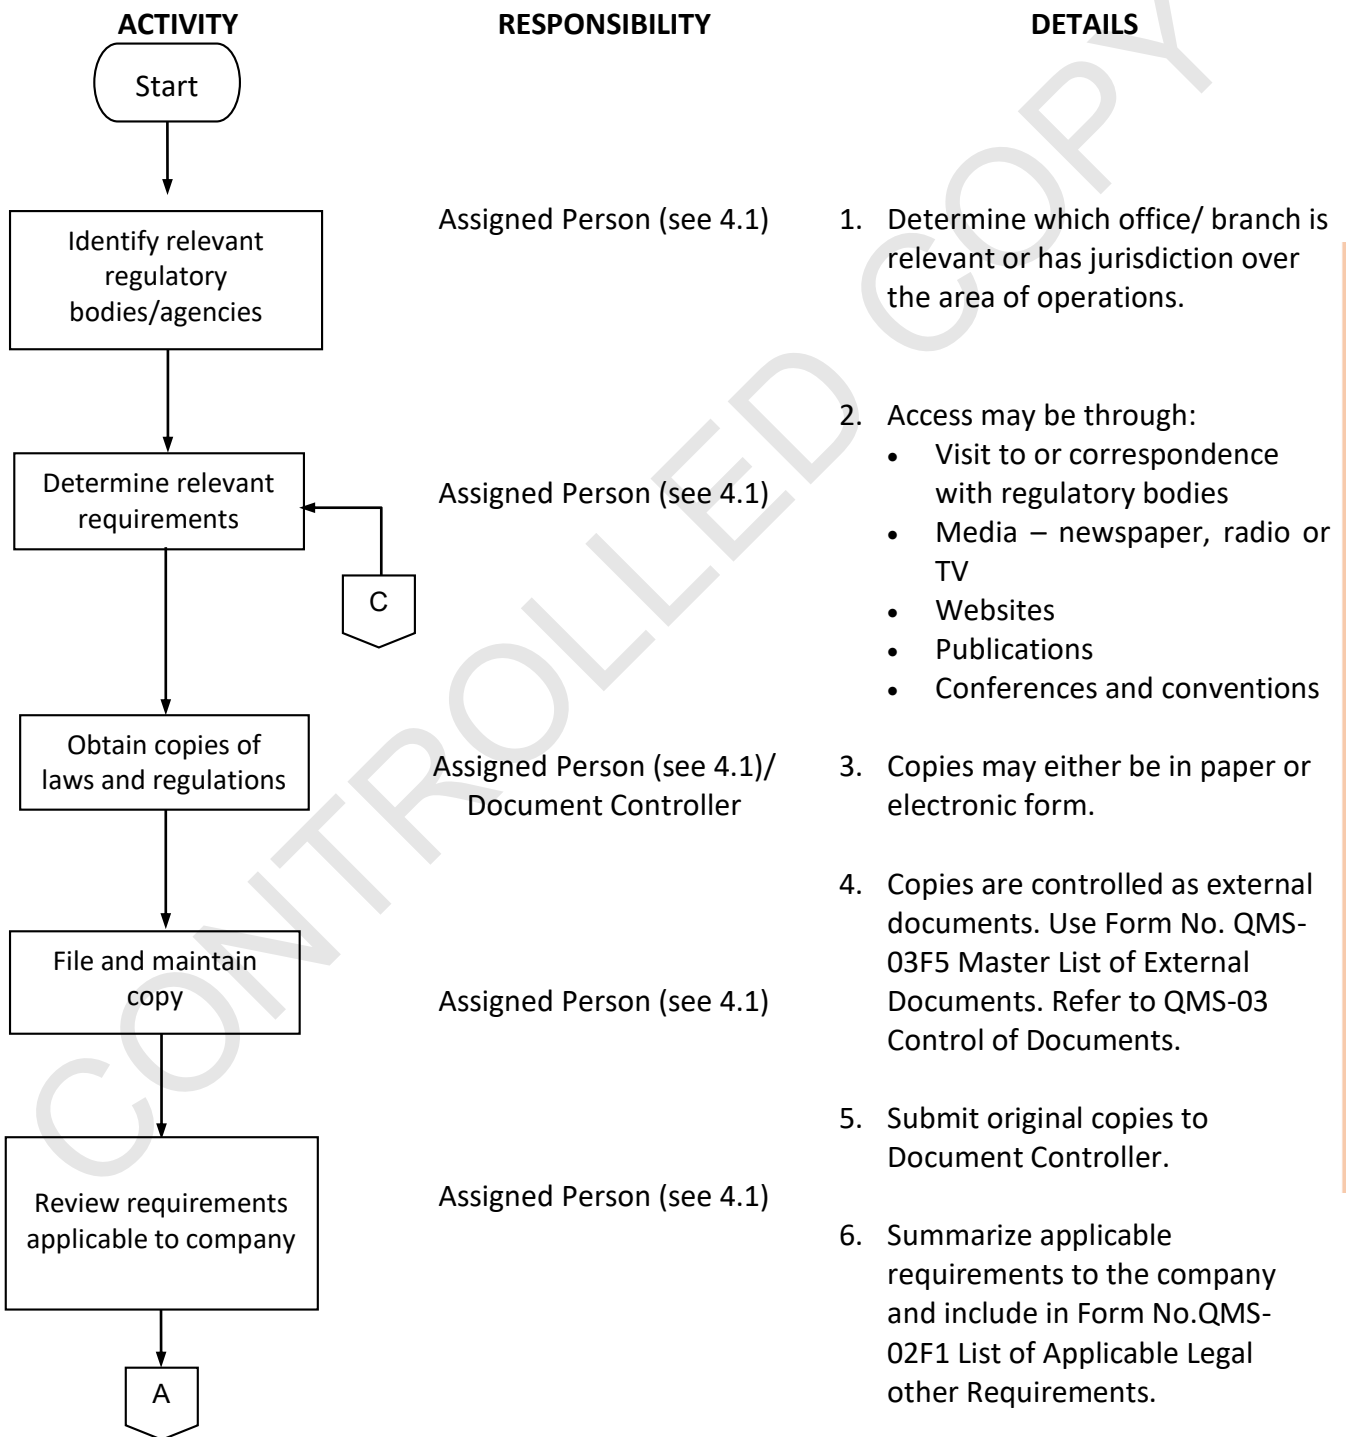 ACTIVITY
RESPONSIBILITY
DETAILS
Start
Identify relevant
regulatory
bodies/agencies
Assigned Person (see 4.1)
1. Determine which office/ branch is
relevant or has jurisdiction over
the area of operations.
Determine relevant
requirements
C
Assigned Person (see 4.1)
2. Access may be through:
• Visit to or correspondence
with regulatory bodies
• Media – newspaper, radio or
TV
• Websites
• Publications
• Conferences and conventions
Obtain copies of
laws and regulations
Assigned Person (see 4.1)/
Document Controller
3. Copies may either be in paper or
electronic form.
File and maintain
copy
Assigned Person (see 4.1)
4. Copies are controlled as external
documents. Use Form No. QMS-
03F5 Master List of External
Documents. Refer to QMS-03
Control of Documents.
5. Submit original copies to
Document Controller.
Review requirements
applicable to company
Assigned Person (see 4.1)
6. Summarize applicable
requirements to the company
and include in Form No.QMS-
02F1 List of Applicable Legal
other Requirements.
A
CONTROLLED COPY